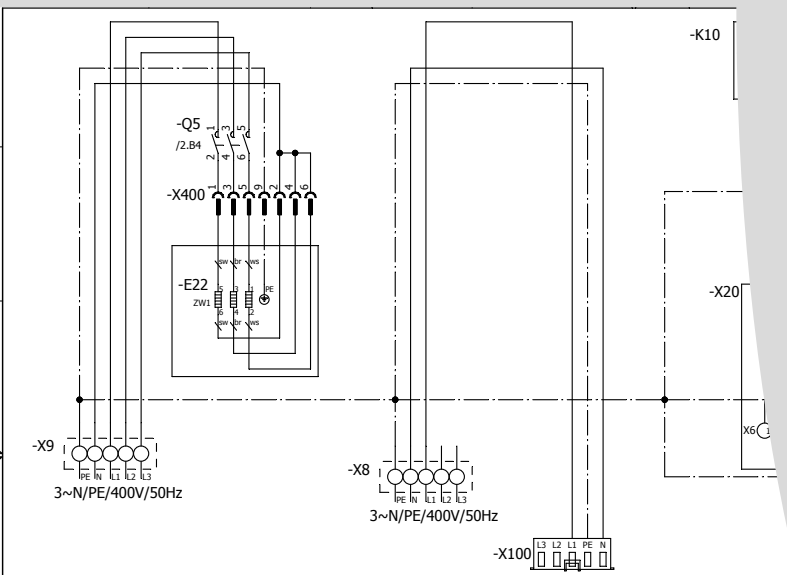 -K10
-Q5
/2.B4
1 3 5
2 4 6
-X400
1 3 5 9 2 4 6
sw br ws
-E22
ZW1
5 3 1 PE
6 4 2
sw br ws
-X20
X6 1
-X9
PE N L1 L2 L3
3~N/PE/400V/50Hz
-X8
PE N L1 L2 L3
3~N/PE/400V/50Hz
-X100
L3 L2 L1 PE N